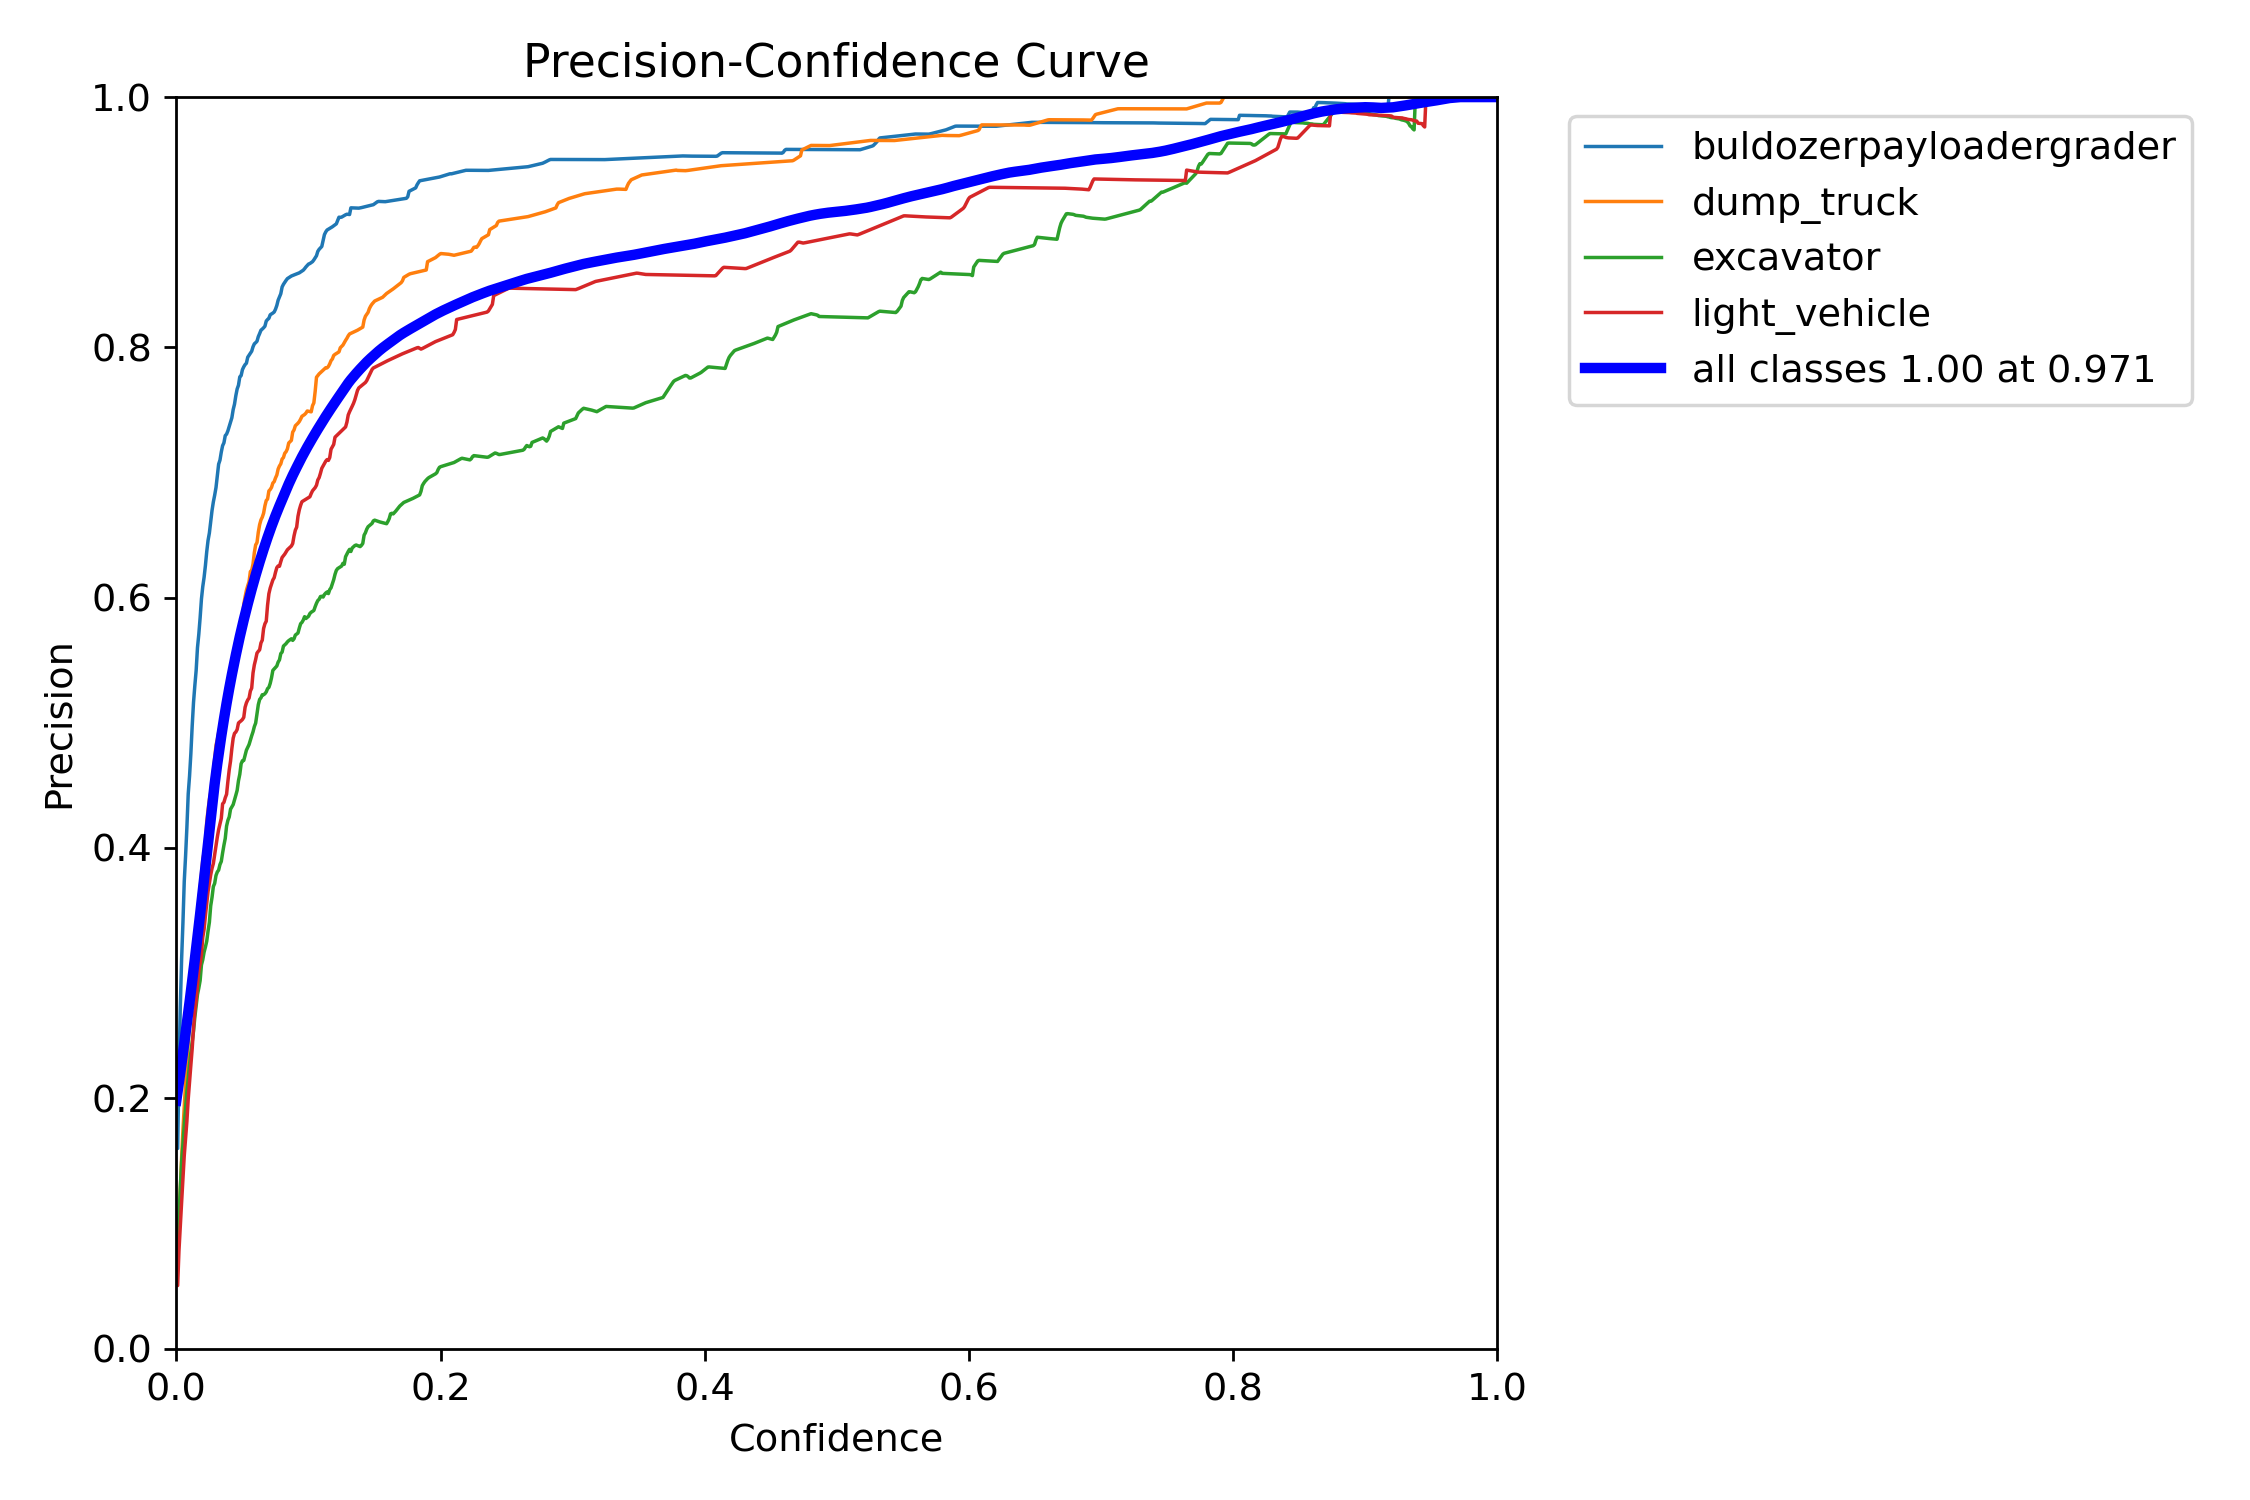 Precision-Confidence Curve
1.0
0.8
0.6
0.4
0.2
0.0
Precision
0.0 0.2 0.4 0.6 0.8 1.0
Confidence
buldozerpayloadergrader
dump_truck
excavator
light_vehicle
all classes 1.00 at 0.971